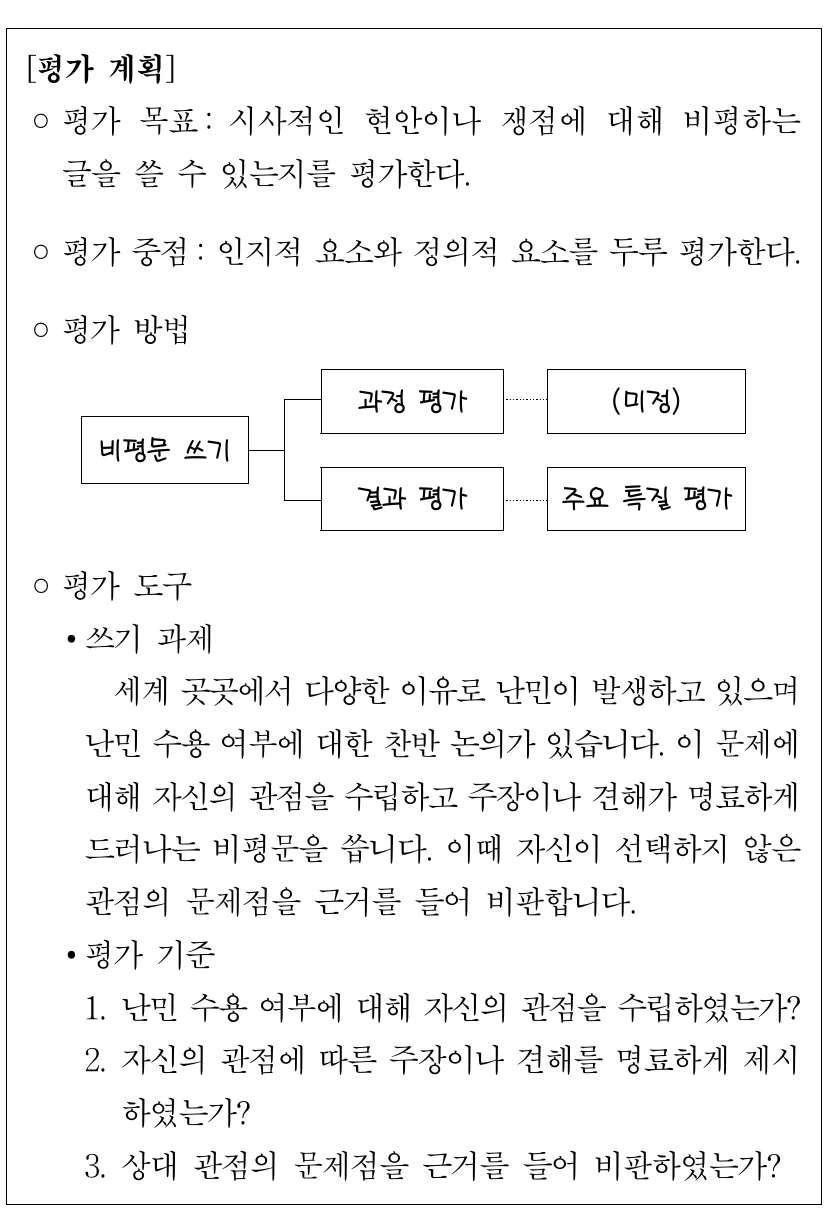 [평가 계획]
○ 평가 목표 : 시사적인 현안이나 쟁점에 대해 비평하는
글을 쓸 수 있는지를 평가한다.
○ 평가 중점 : 인지적 요소와 정의적 요소를 두루 평가한다.
○ 평가 방법
과정 평가 (미정)
비평문 쓰기
결과 평가 주요 특질 평가
○ 평가 도구
• 쓰기 과제
세계 곳곳에서 다양한 이유로 난민이 발생하고 있으며
난민 수용 여부에 대한 찬반 논의가 있습니다. 이 문제에
대해 자신의 관점을 수립하고 주장이나 견해가 명료하게
드러나는 비평문을 씁니다. 이때 자신이 선택하지 않은
관점의 문제점을 근거를 들어 비판합니다.
• 평가 기준
1. 난민 수용 여부에 대해 자신의 관점을 수립하였는가?
2. 자신의 관점에 따른 주장이나 견해를 명료하게 제시
하였는가?
3. 상대 관점의 문제점을 근거를 들어 비판하였는가?